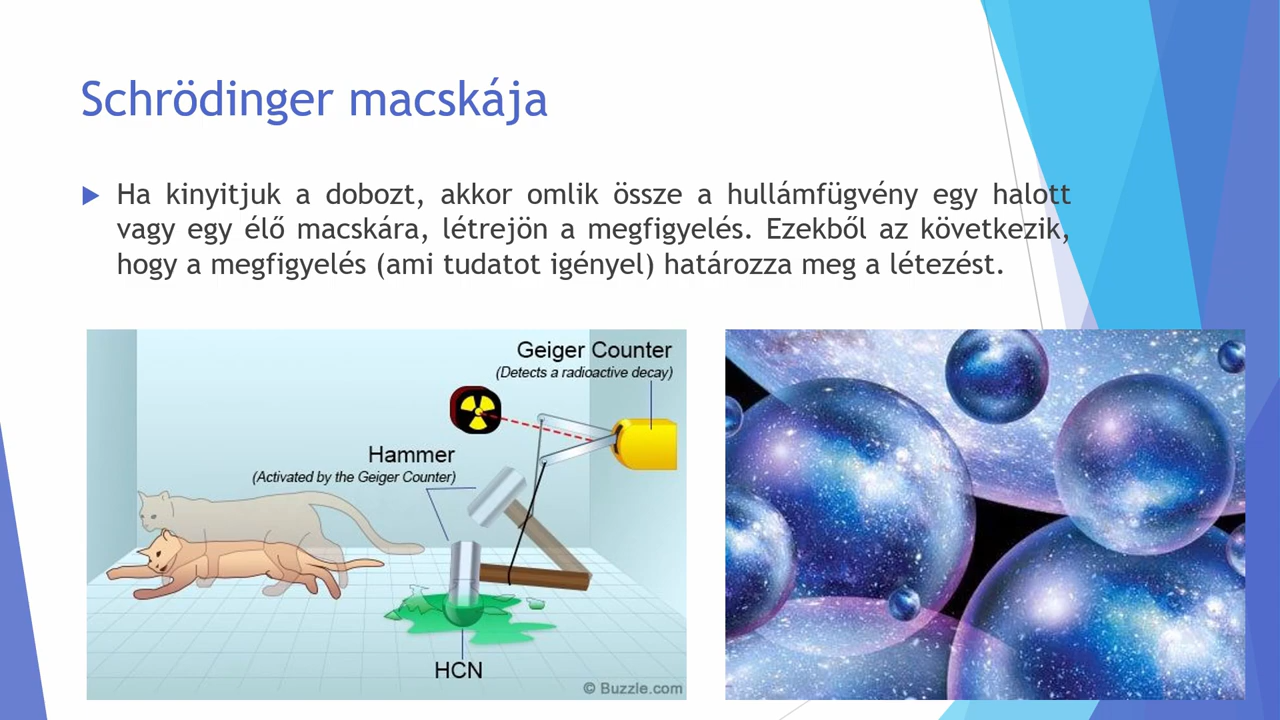 Schrödinger macskája
Ha kinyitjuk a dobozt, akkor omlik össze a hullámfügvény egy halott
vagy egy élő macskára, létrejön a megfigyelés. Ezekből az következik,
hogy a megfigyelés (ami tudatot igényel) határozza meg a létezést.
Geiger Counter
(Detects a radioactive decay)
Hammer
(Activated by the Geiger Counter)
HCN
© Buzzle.com